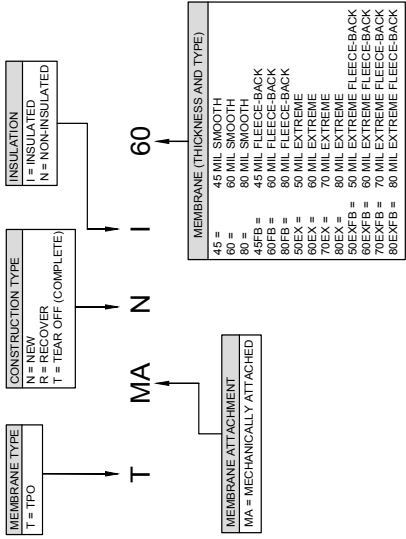 MEMBRANE TYPE
T = TPO
CONSTRUCTION TYPE
N = NEW
R = RECOVER
T = TEAR OFF (COMPLETE)
INSULATION
I = INSULATED
N = NON-INSULATED
T MA N I 60
MEMBRANE ATTACHMENT
MA = MECHANICALLY ATTACHED
MEMBRANE (THICKNESS AND TYPE)
45 = 45 MIL SMOOTH
60 = 60 MIL SMOOTH
80 = 80 MIL SMOOTH
45FB = 45 MIL FLEECE-BACK
60FB = 60 MIL FLEECE-BACK
80FB = 80 MIL FLEECE-BACK
50EX = 50 MIL EXTREME
60EX = 60 MIL EXTREME
70EX = 70 MIL EXTREME
80EX = 80 MIL EXTREME
50EXFB = 50 MIL EXTREME FLEECE-BACK
60EXFB = 60 MIL EXTREME FLEECE-BACK
70EXFB = 70 MIL EXTREME FLEECE-BACK
80EXFB = 80 MIL EXTREME FLEECE-BACK